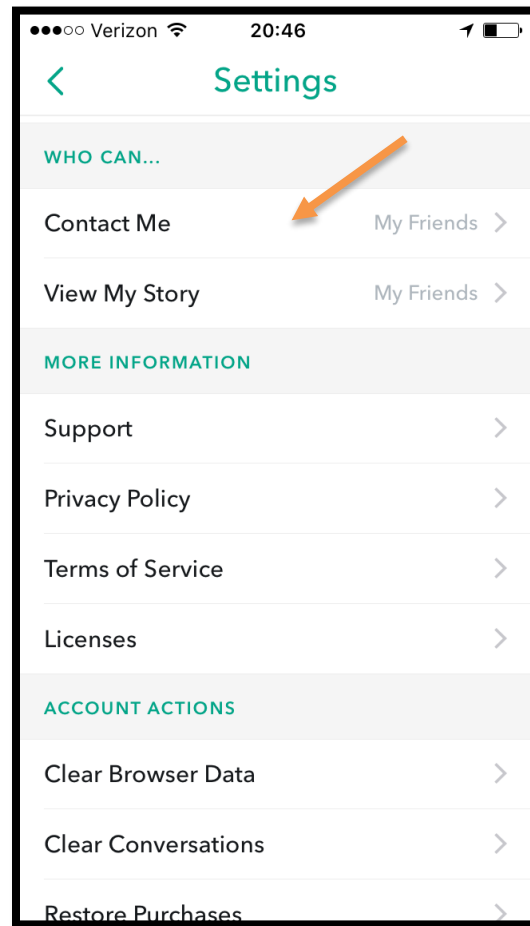 Verizon 20:46
Settings
WHO CAN...
Contact Me My Friends
View My Story My Friends
MORE INFORMATION
Support
Privacy Policy
Terms of Service
Licenses
ACCOUNT ACTIONS
Clear Browser Data
Clear Conversations
Restore Purchases